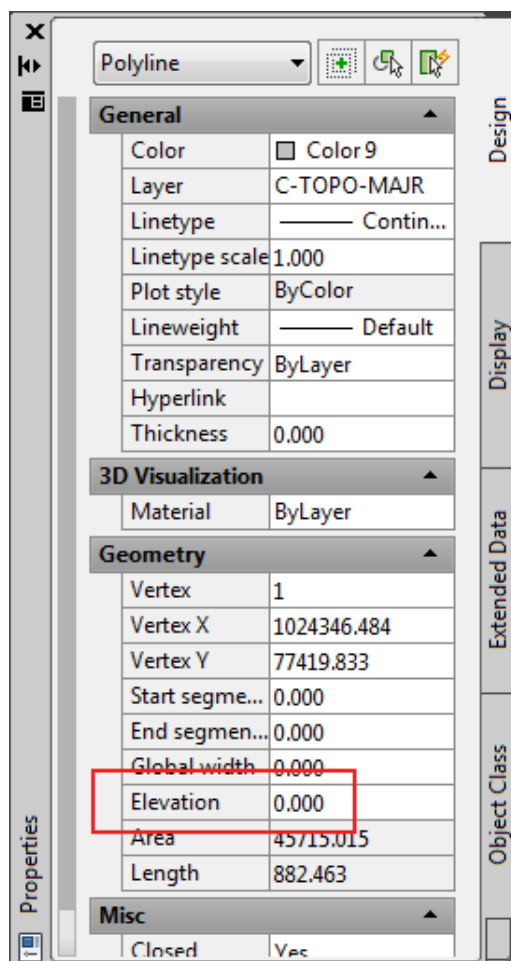 Polyline
General
Color Color 9
Layer C-TOPO-MAJR
Linetype Contin...
Linetype scale 1.000
Plot style ByColor
Lineweight Default
Transparency ByLayer
Hyperlink
Thickness 0.000
3D Visualization
Material ByLayer
Geometry
Vertex 1
Vertex X 1024346.484
Vertex Y 77419.833
Start segme... 0.000
End segmen... 0.000
Global width 0.000
Elevation 0.000
Area 45715.015
Length 882.463
Misc
Closed Yes
Design
Display
Extended Data
Object Class
Properties